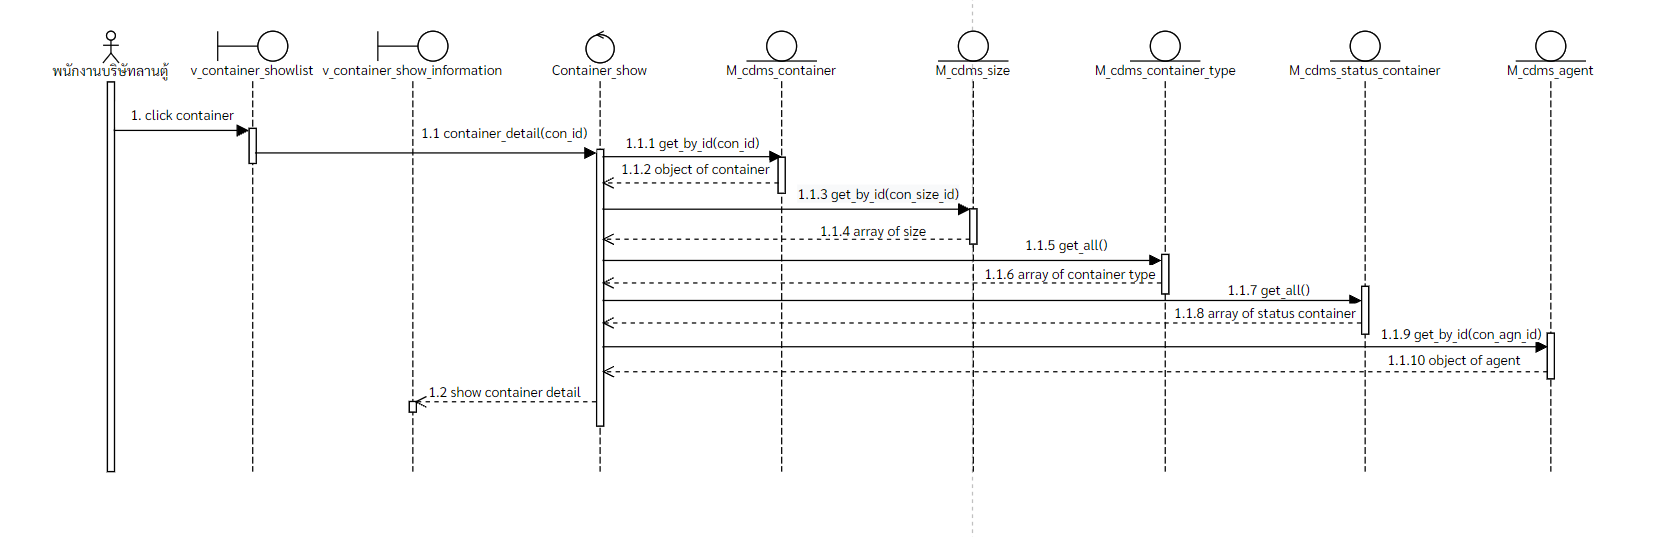 พนักงานบริษัทลานตู้
v_container_showlist
v_container_show_information
Container_show
M_cdms_container
M_cdms_size
M_cdms_container_type
M_cdms_status_container
M_cdms_agent
1. click container
1.1 container_detail(con_id)
1.1.1 get_by_id(con_id)
1.1.2 object of container
1.1.3 get_by_id(con_size_id)
1.1.4 array of size
1.1.5 get_all()
1.1.6 array of container type
1.1.7 get_all()
1.1.8 array of status container
1.1.9 get_by_id(con_agn_id)
1.1.10 object of agent
1.2 show container detail